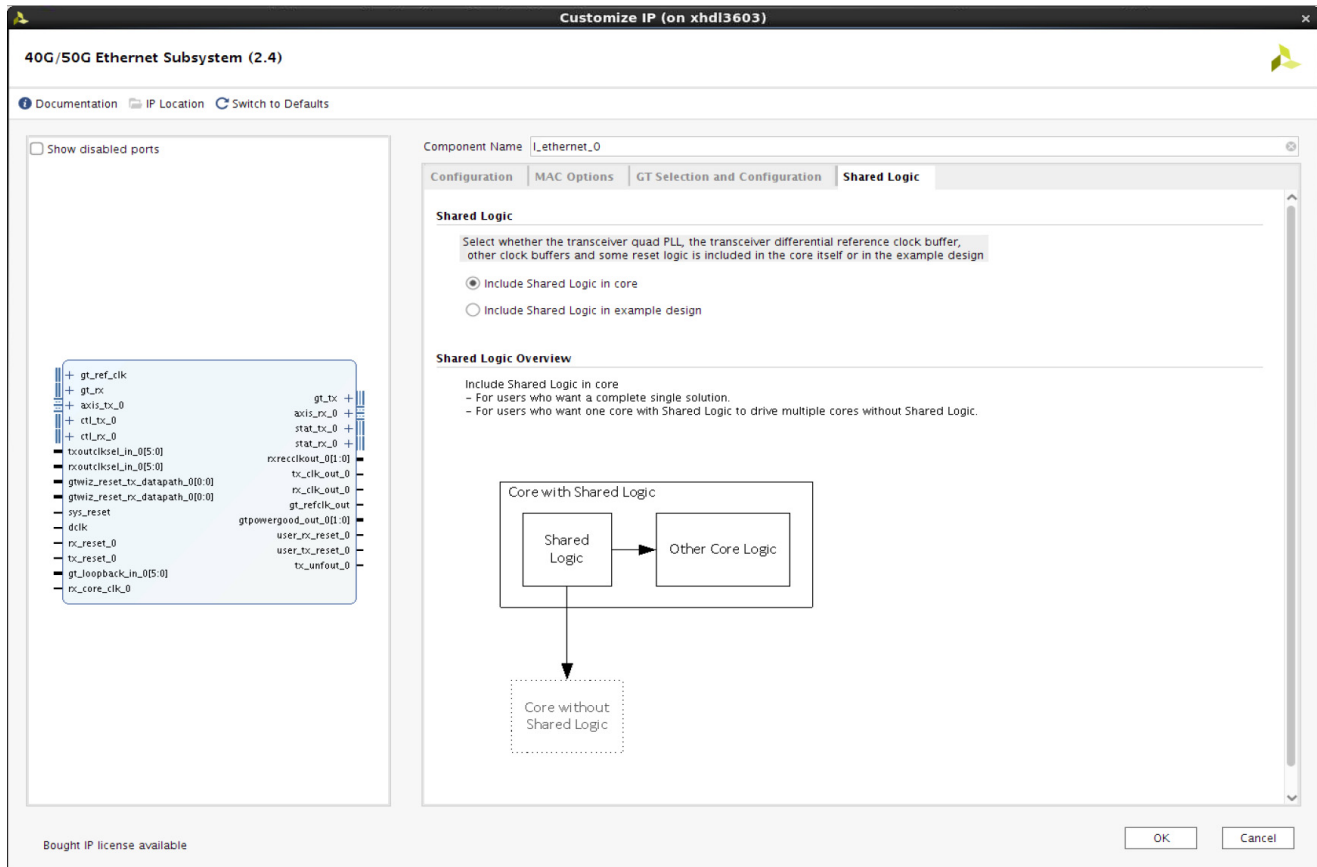 Customize IP (on xhdl3603)
40G/50G Ethernet Subsystem (2.4)
Documentation IP Location Switch to Defaults
Show disabled ports
gt_ref_clk
gt_rx
axis_tx_0
ctl_tx_0
ctl_rx_0
txoutclksel_in_0[5:0]
rxoutclksel_in_0[5:0]
gtwiz_reset_tx_datapath_0[0:0]
gtwiz_reset_rx_datapath_0[0:0]
sys_reset
dclk
rx_reset_0
tx_reset_0
gt_loopback_in_0[5:0]
rx_core_clk_0
gt_tx
axis_rx_0
stat_tx_0
stat_rx_0
rxrecclkout_0[1:0]
tx_clk_out_0
rx_clk_out_0
gt_refclk_out
gtpowergood_out_0[1:0]
user_rx_reset_0
user_tx_reset_0
tx_unfout_0
Component Name l_ethernet_0
Configuration MAC Options GT Selection and Configuration Shared Logic
Shared Logic
Select whether the transceiver quad PLL, the transceiver differential reference clock buffer,
other clock buffers and some reset logic is included in the core itself or in the example design
Include Shared Logic in core
Include Shared Logic in example design
Shared Logic Overview
Include Shared Logic in core
– For users who want a complete single solution.
– For users who want one core with Shared Logic to drive multiple cores without Shared Logic.
Core with Shared Logic
Shared
Logic
Other Core Logic
Core without
Shared Logic
Bought IP license available
OK Cancel